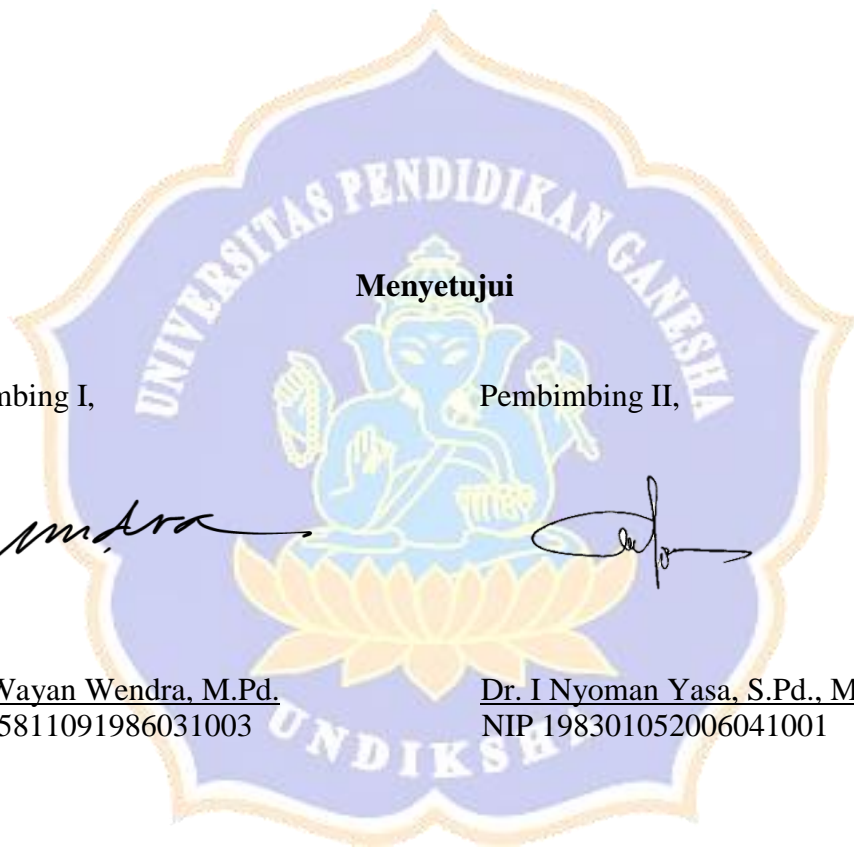 UNIVERSITAS PENDIDIKAN GANESHA
Menyetujui
mbing I,
Pembimbing II,
Wayan Wendra, M.Pd.
5811091986031003
Dr. I Nyoman Yasa, S.Pd., M
NIP 198301052006041001
UNDIKSHA